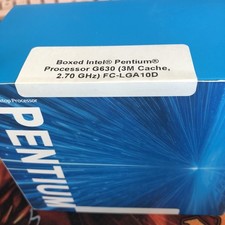 Boxed Intel® Pentium®
Processor G630 (3M Cache,
2.70 GHz) FC-LGA10D
PENTIUM